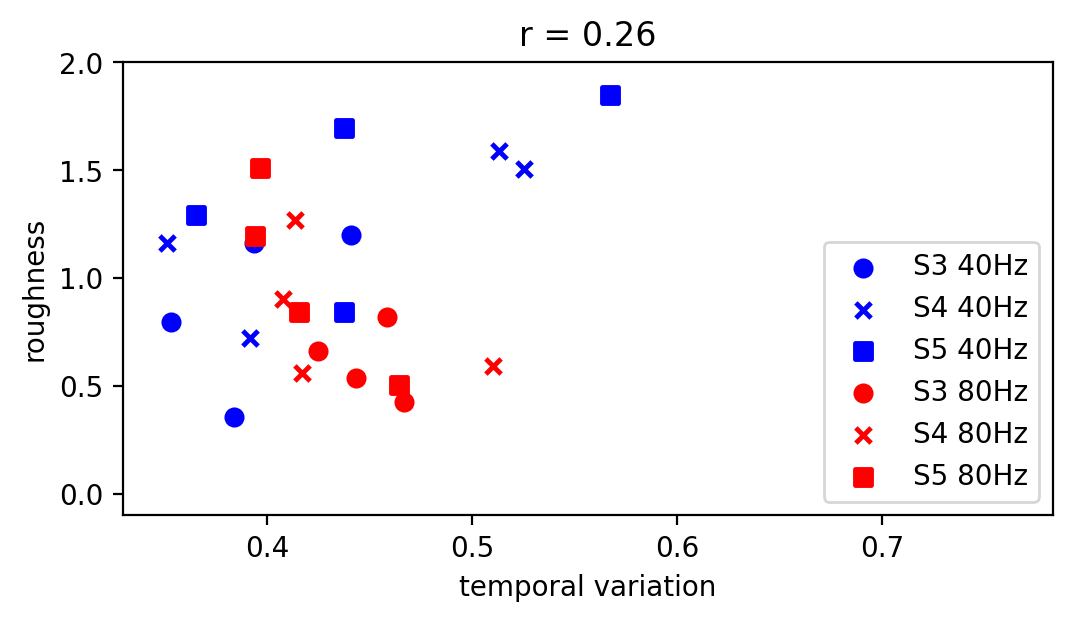 r = 0.26
roughness
2.0
1.5
1.0
0.5
0.0
0.4 0.5 0.6 0.7
temporal variation
S3 40Hz
S4 40Hz
S5 40Hz
S3 80Hz
S4 80Hz
S5 80Hz